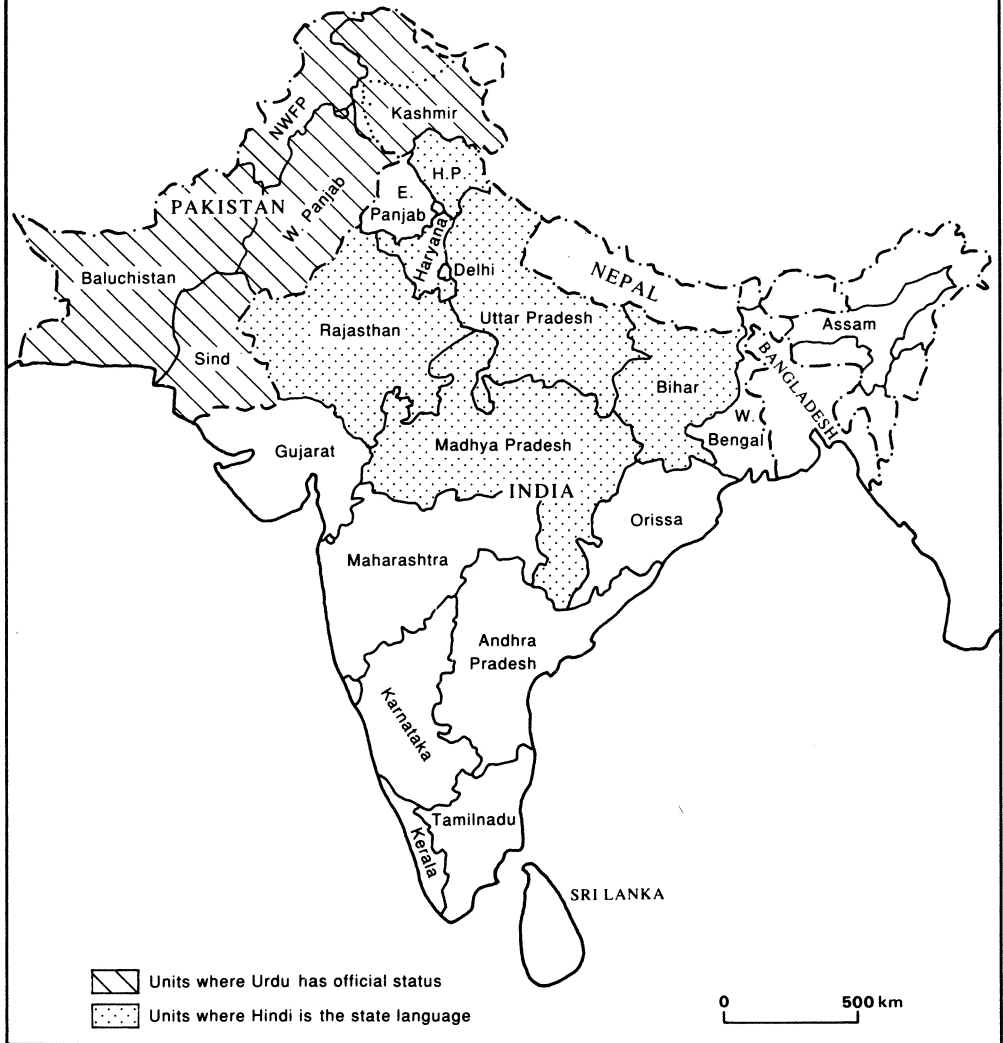 Kashmir
NWFP
H.P.
E.
Panjab
W. Panjab
PAKISTAN
Haryana
Baluchistan
Delhi
NEPAL
Rajasthan
Uttar Pradesh
Assam
Sind
BANGLADESH
Bihar
W.
Bengal
Gujarat
Madhya Pradesh
INDIA
Orissa
Maharashtra
Andhra
Pradesh
Karnataka
Tamilnadu
Kerala
SRI LANKA
Units where Urdu has official status
Units where Hindi is the state language
0 500 km